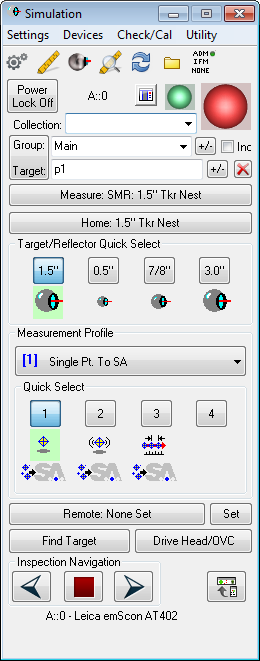 Simulation
Settings Devices Check/Cal Utility
ADM
IFM
NONE
Power
Lock Off
A::0
Collection:
Group: Main +/- Inc
Target: p1 +/-
Measure: SMR: 1.5" Tkr Nest
Home: 1.5" Tkr Nest
Target/Reflector Quick Select
1.5" 0.5" 7/8" 3.0"
Measurement Profile
[1] Single Pt. To SA
Quick Select
1 2 3 4
SA SA SA
Remote: None Set Set
Find Target Drive Head/OVC
Inspection Navigation
A::0 - Leica emScon AT402